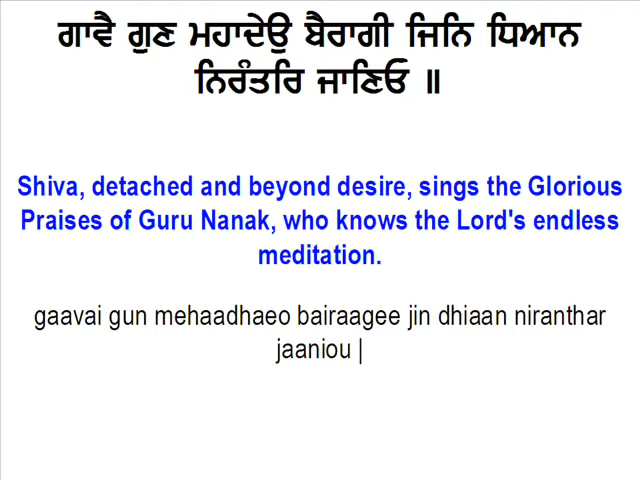 ਗਾਵੈ ਗੁਣ ਮਹਾਦੇਉ ਬੈਰਾਗੀ ਜਿਨਿ ਧਿਆਨ
ਨਿਰੰਤਰਿ ਜਾਣਿਓ ॥
Shiva, detached and beyond desire, sings the Glorious
Praises of Guru Nanak, who knows the Lord's endless
meditation.
gaavai gun mehaadhaeo bairaagee jin dhiaan niranthar
jaaniou |